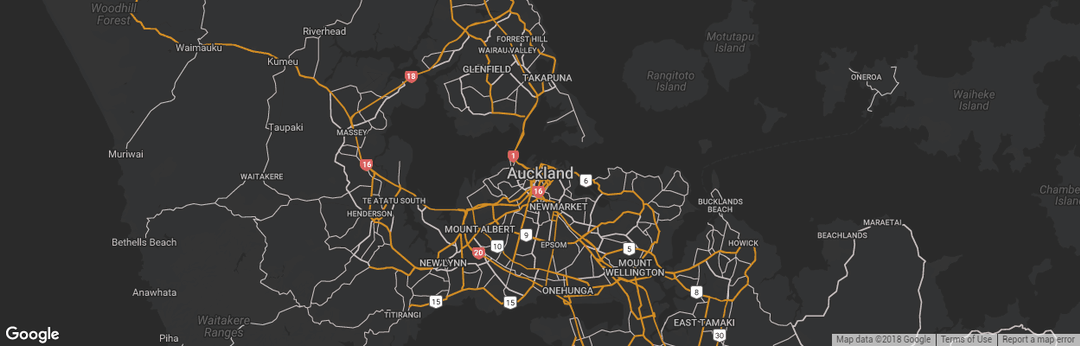 Woodhill
Forest
Riverhead
Waimauku
Kumeu
FORREST HILL
WAIRAU VALLEY
GLENFIELD
TAKAPUNA
Motutapu
Island
Rangitoto
Island
ONEROA
Waiheke
Island
18
Taupaki
MASSEY
Muriwai
16
1
WAITAKERE
Auckland
6
16
TE ATATU SOUTH
HENDERSON
NEWMARKET
BUCKLANDS
BEACH
Chamberl
Island
MARAETAI
BEACHLANDS
MOUNT ALBERT
9
10
EPSOM
5
HOWICK
Bethells Beach
20
NEW LYNN
MOUNT
WELLINGTON
Anawhata
ONEHUNGA
8
15
15
TITIRANGI
Waitakere
Ranges
EAST TAMAKI
30
Piha
Google
Map data ©2018 Google
Terms of Use
Report a map error